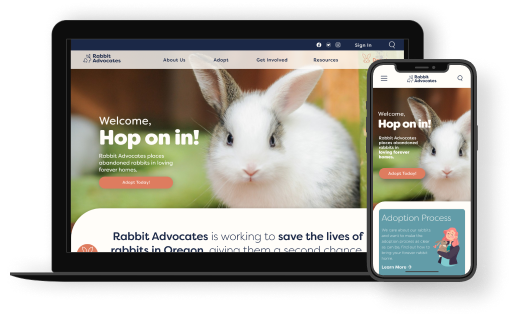 Sign In
Rabbit
Advocates
About Us
Adopt
Get Involved
Resources
Welcome,
Hop on in!
Rabbit Advocates places
abandoned rabbits in loving
forever homes.
Adopt Today!
Rabbit Advocates is working to save the lives of
rabbits in Oregon, giving them a second chance
Rabbit
Advocates
Welcome,
Hop on in!
Rabbit Advocates
places abandoned
rabbits in
loving forever
homes.
Adopt Today!
Adoption Process
Learn More